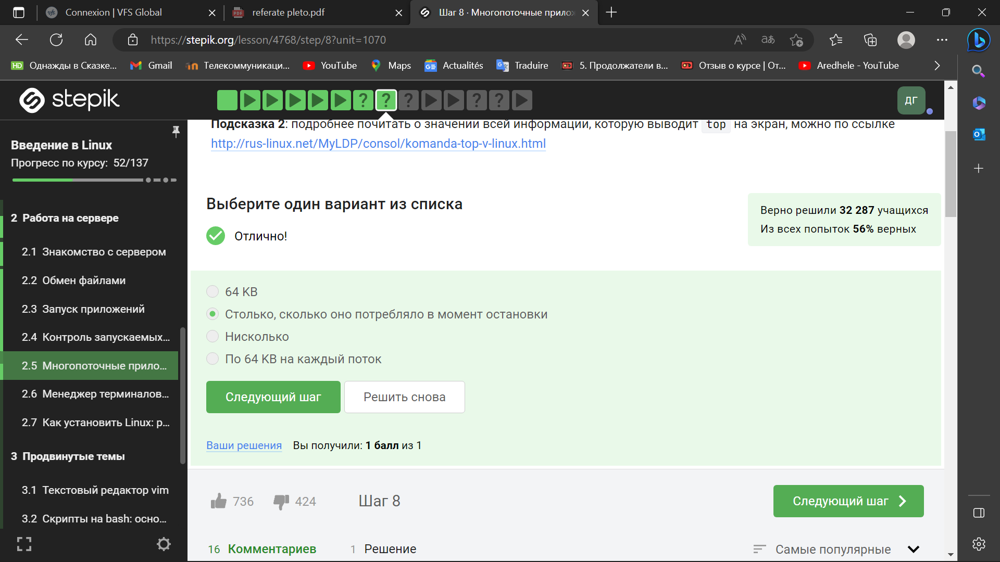 Connexion | VFS Global
referate pleto.pdf
Шаг 8 · Многопоточные прилож
https://stepik.org/lesson/4768/step/8?unit=1070
Однажды в Сказке...
Gmail
Телекоммуникаци...
YouTube
Maps
Actualités
Traduire
5. Продолжатели в...
Отзыв о курсе | От...
Aredhele - YouTube
stepik
ДГ
Введение в Linux
Прогресс по курсу: 52/137
2 Работа на сервере
2.1 Знакомство с сервером
2.2 Обмен файлами
2.3 Запуск приложений
2.4 Контроль запускаемых...
2.5 Многопоточные прило...
2.6 Менеджер терминалов...
2.7 Как установить Linux: р...
3 Продвинутые темы
3.1 Текстовый редактор vim
3.2 Скрипты на bash: осно...
Подсказка 2: подробнее почитать о значении всей информации, которую выводит top на экран, можно по ссылке
http://rus-linux.net/MyLDP/consol/komanda-top-v-linux.html
Выберите один вариант из списка
Отлично!
Верно решили 32 287 учащихся
Из всех попыток 56% верных
64 KB
Столько, сколько оно потребляло в момент остановки
Нисколько
По 64 KB на каждый поток
Следующий шаг
Решить снова
Ваши решения Вы получили: 1 балл из 1
736
424
Шаг 8
Следующий шаг
16 Комментариев
1 Решение
Самые популярные